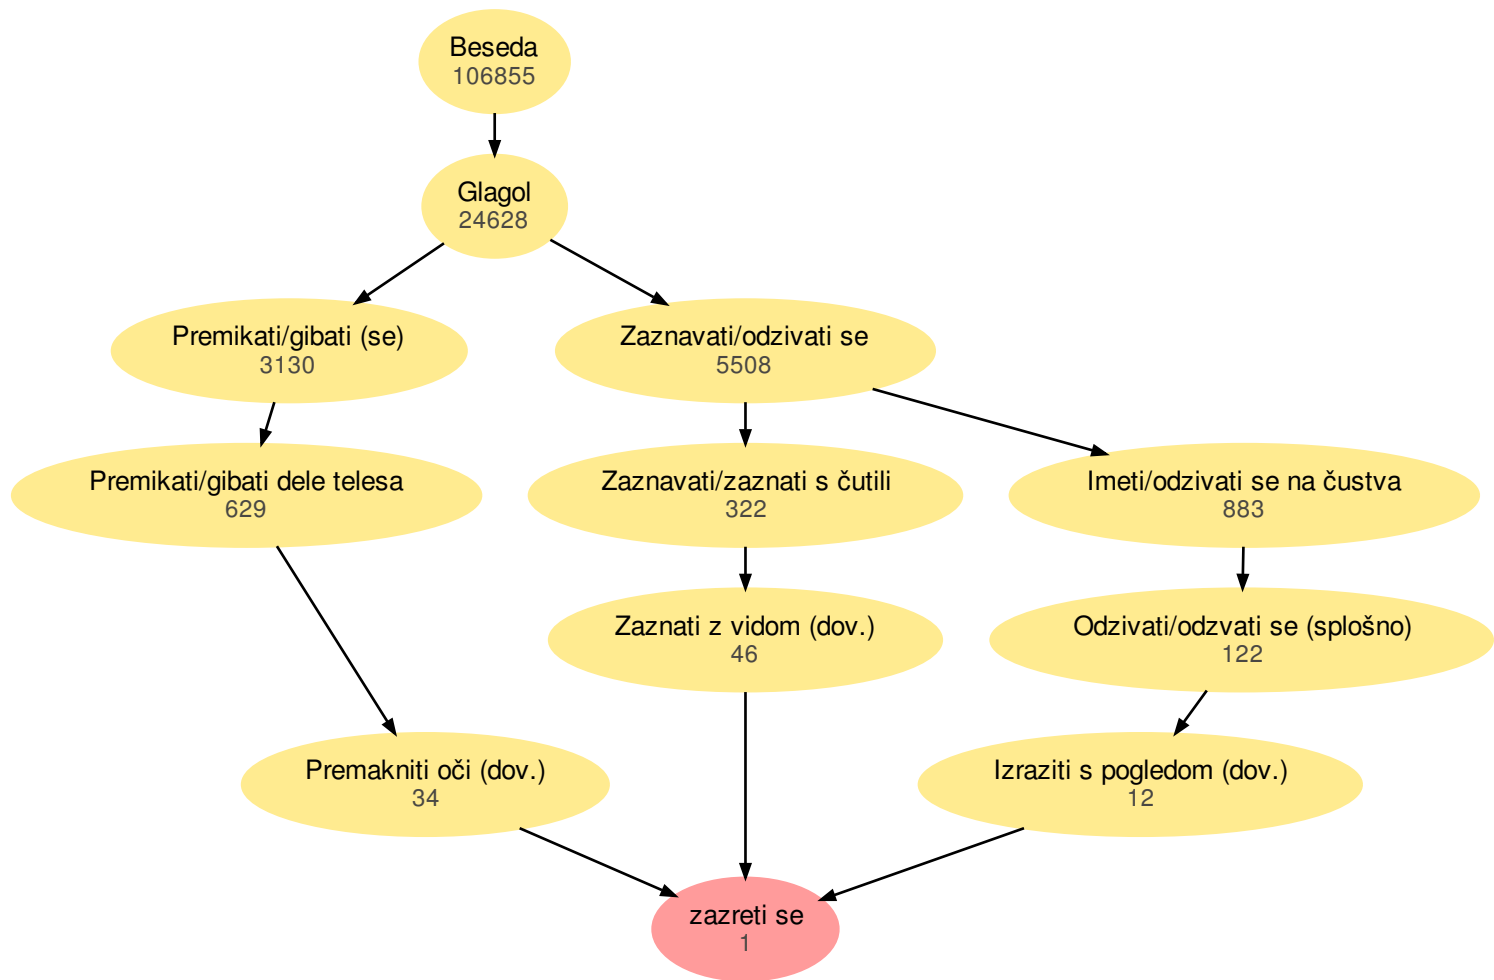 Beseda
106855
Glagol
24628
Premikati/gibati (se)
3130
Zaznavati/odzivati se
5508
Premikati/gibati dele telesa
629
Zaznavati/zaznati s čutili
322
Imeti/odzivati se na čustva
883
Zaznati z vidom (dov.)
46
Odzivati/odzvati se (splošno)
122
Premakniti oči (dov.)
34
Izraziti s pogledom (dov.)
12
zazreti se
1